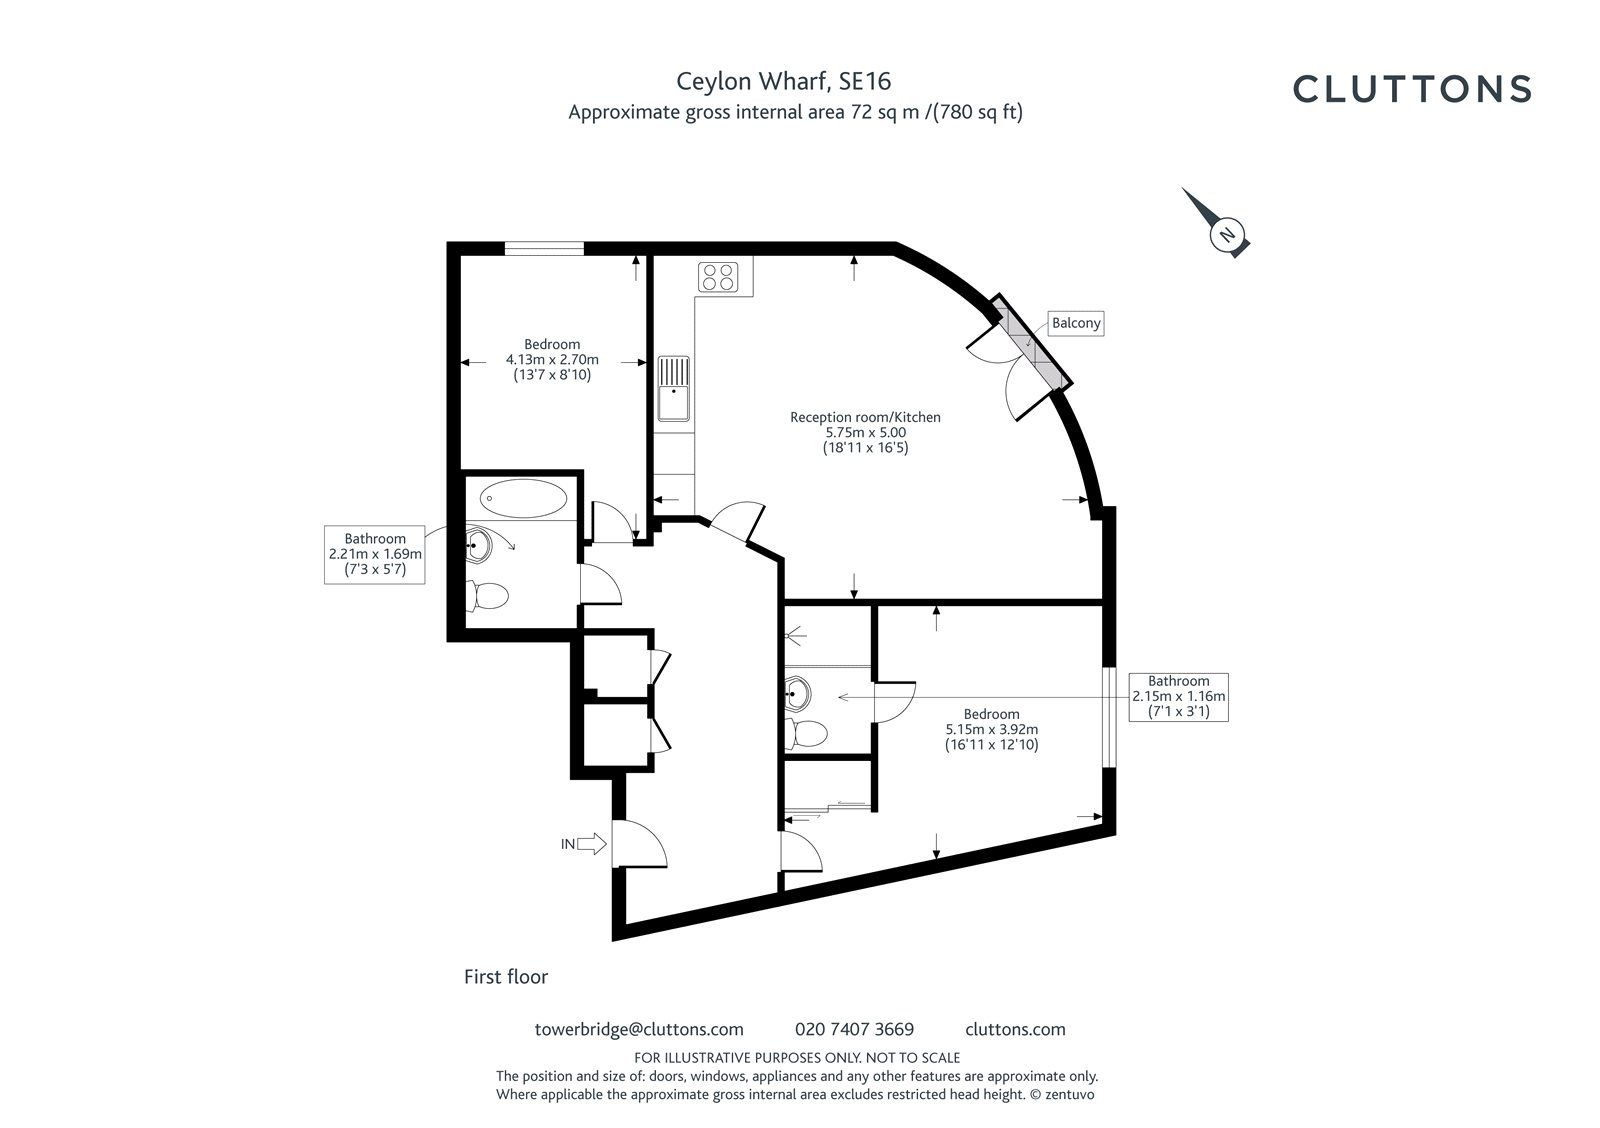 Ceylon Wharf, SE16
Approximate gross internal area 72 sq m /(780 sq ft)
CLUTTONS
N
Balcony
Bedroom
4.13m x 2.70m
(13'7 x 8'10)
Reception room/Kitchen
5.75m x 5.00
(18'11 x 16'5)
Bathroom
2.21m x 1.69m
(7'3 x 5'7)
Bathroom
2.15m x 1.16m
(7'1 x 3'1)
Bedroom
5.15m x 3.92m
(16'11 x 12'10)
IN
First floor
towerbridge@cluttons.com 020 7407 3669 cluttons.com
FOR ILLUSTRATIVE PURPOSES ONLY. NOT TO SCALE
The position and size of: doors, windows, appliances and any other features are approximate only.
Where applicable the approximate gross internal area excludes restricted head height. © zentuvo